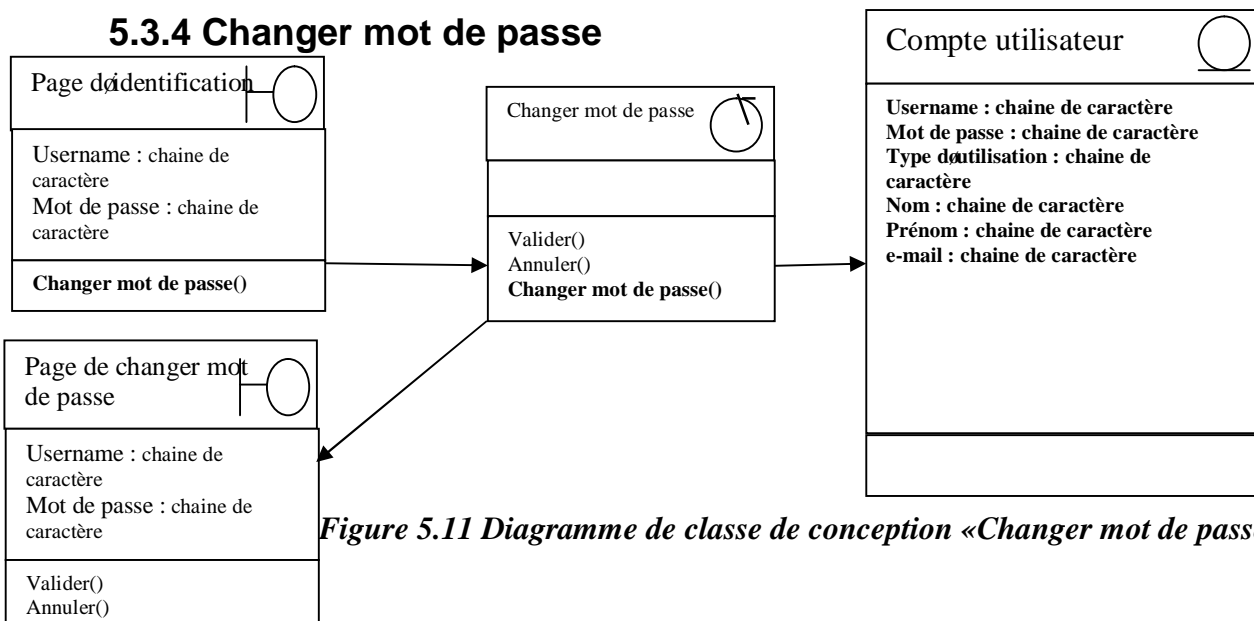 5.3.4 Changer mot de passe
Page døidentification
Username : chaine de
caractère
Mot de passe : chaine de
caractère
Changer mot de passe()
Changer mot de passe
Valider()
Annuler()
Changer mot de passe()
Compte utilisateur
Username : chaine de caractère
Mot de passe : chaine de caractère
Type døutilisation : chaine de
caractère
Nom : chaine de caractère
Prénom : chaine de caractère
e-mail : chaine de caractère
Page de changer mot
de passe
Username : chaine de
caractère
Mot de passe : chaine de
caractère
Valider()
Annuler()
Figure 5.11 Diagramme de classe de conception «Changer mot de pass